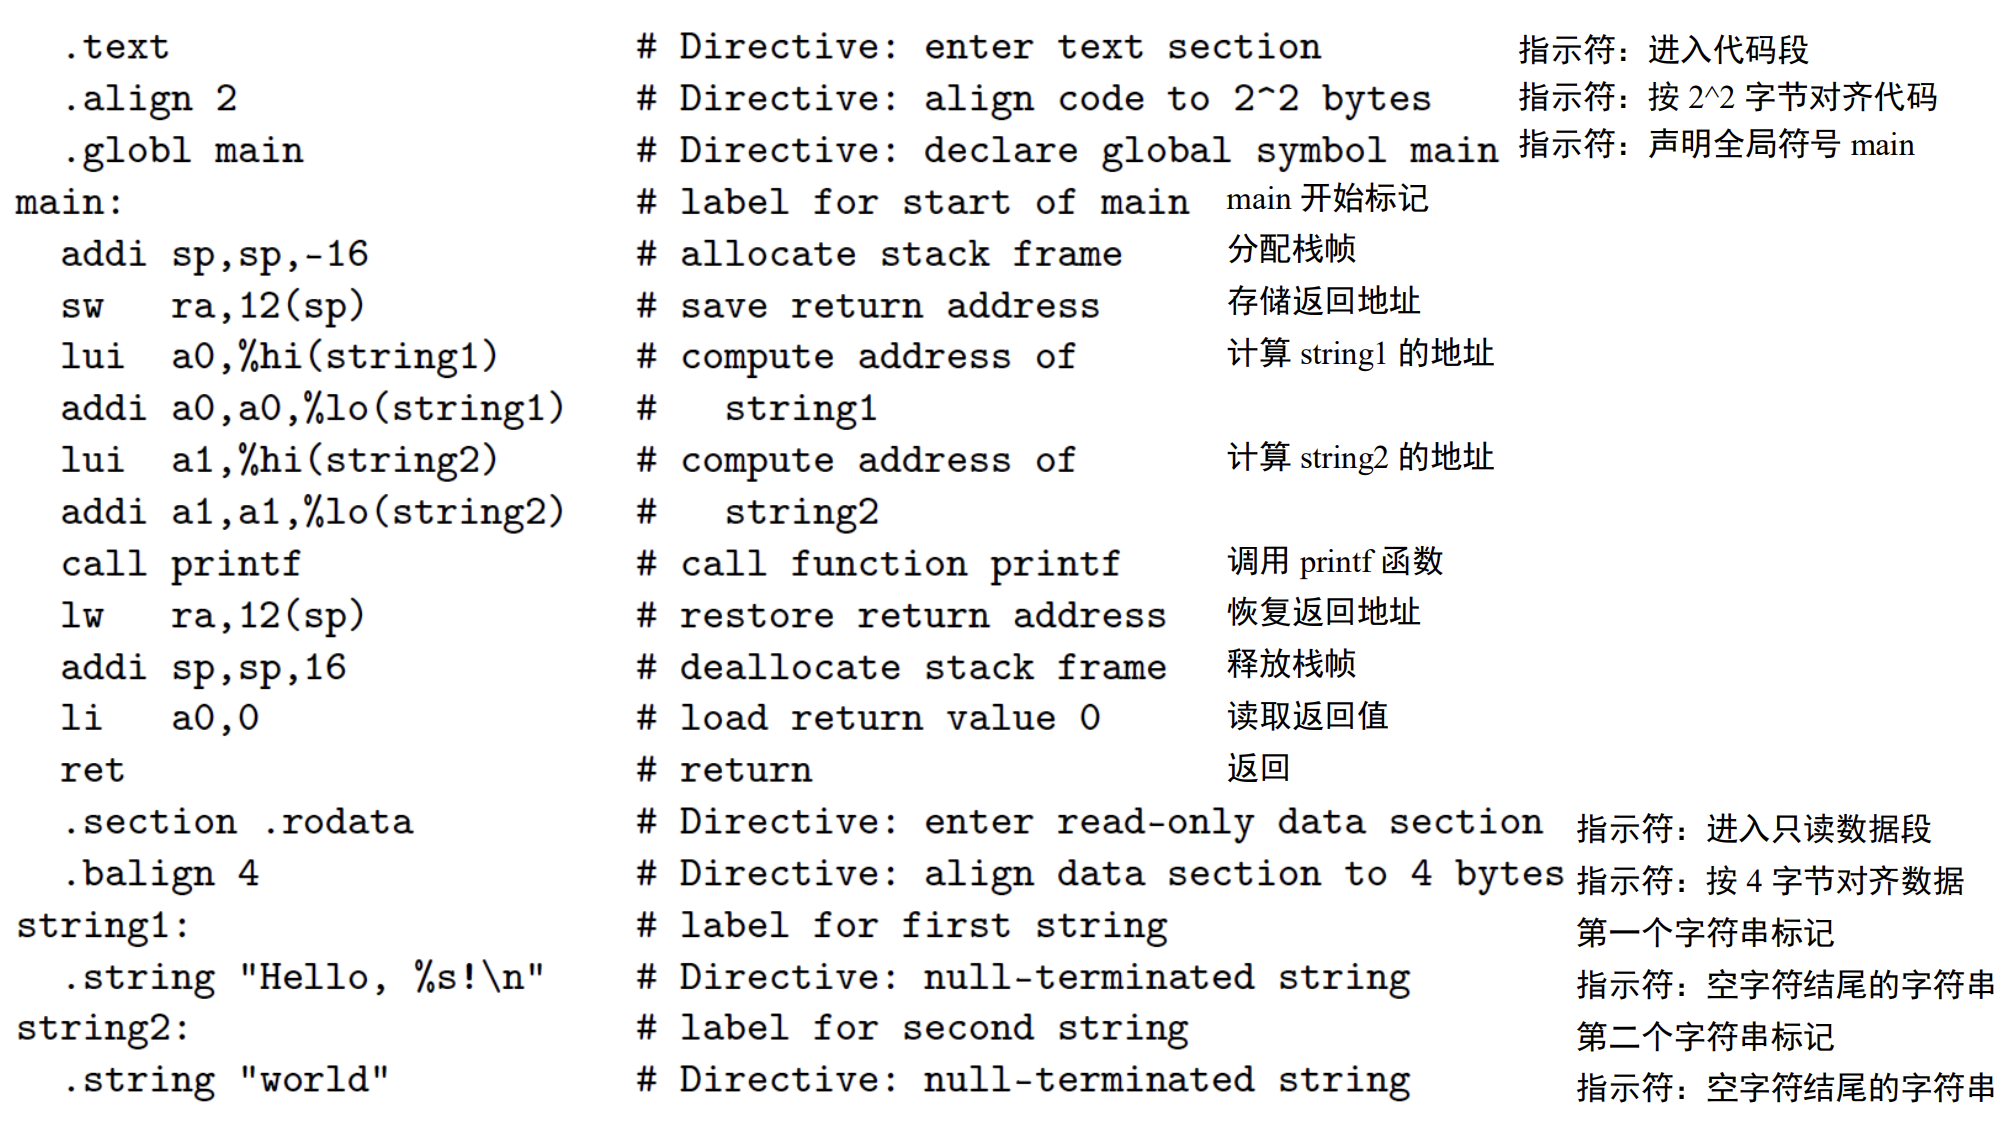 .text # Directive: enter text section 指示符：进入代码段
.align 2 # Directive: align code to 2^2 bytes 指示符：按 2^2 字节对齐代码
.globl main # Directive: declare global symbol main 指示符：声明全局符号 main
main: # label for start of main main 开始标记
addi sp,sp,-16 # allocate stack frame 分配栈帧
sw ra,12(sp) # save return address 存储返回地址
lui a0,%hi(string1) # compute address of 计算 string1 的地址
addi a0,a0,%lo(string1) # string1
lui a1,%hi(string2) # compute address of 计算 string2 的地址
addi a1,a1,%lo(string2) # string2
call printf # call function printf 调用 printf 函数
lw ra,12(sp) # restore return address 恢复返回地址
addi sp,sp,16 # deallocate stack frame 释放栈帧
li a0,0 # load return value 0 读取返回值
ret # return 返回
.section .rodata # Directive: enter read-only data section 指示符：进入只读数据段
.balign 4 # Directive: align data section to 4 bytes 指示符：按 4 字节对齐数据
string1: # label for first string 第一个字符串标记
.string "Hello, %s!\n" # Directive: null-terminated string 指示符：空字符结尾的字符串
string2: # label for second string 第二个字符串标记
.string "world" # Directive: null-terminated string 指示符：空字符结尾的字符串